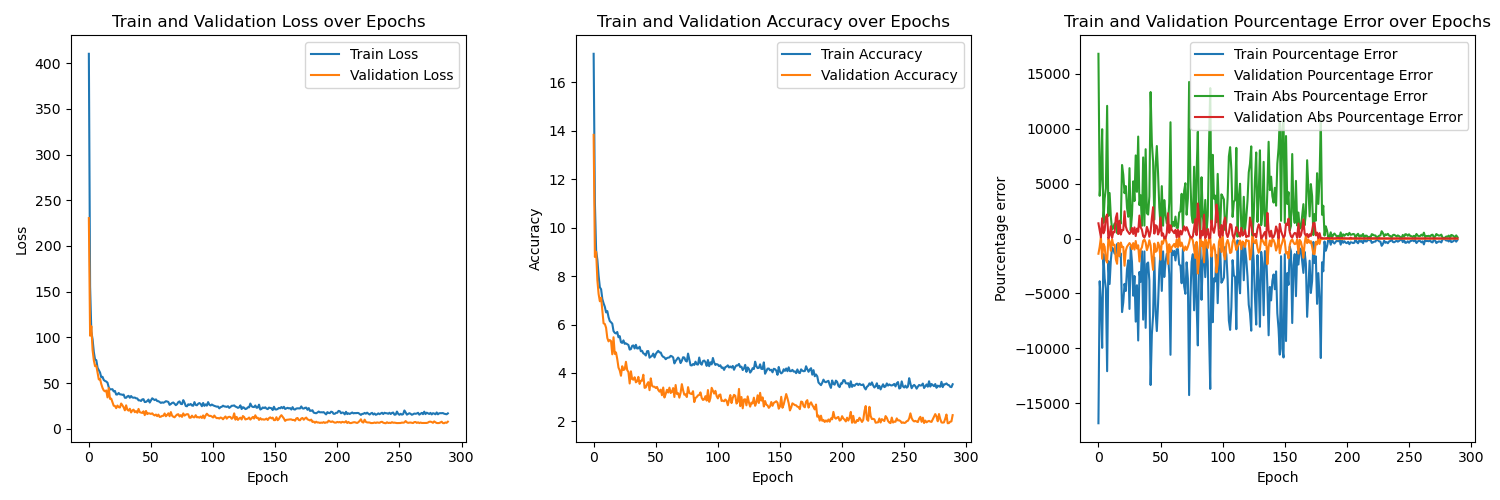 Train and Validation Loss over Epochs
Train Loss
Validation Loss
400
350
300
250
200
150
100
50
0
Loss
0 50 100 150 200 250 300
Epoch
Train and Validation Accuracy over Epochs
Train Accuracy
Validation Accuracy
16
14
12
10
8
6
4
2
Accuracy
0 50 100 150 200 250 300
Epoch
Train and Validation Pourcentage Error over Epochs
Train Pourcentage Error
Validation Pourcentage Error
Train Abs Pourcentage Error
Validation Abs Pourcentage Error
15000
10000
5000
0
−5000
−10000
−15000
Pourcentage error
0 50 100 150 200 250 300
Epoch